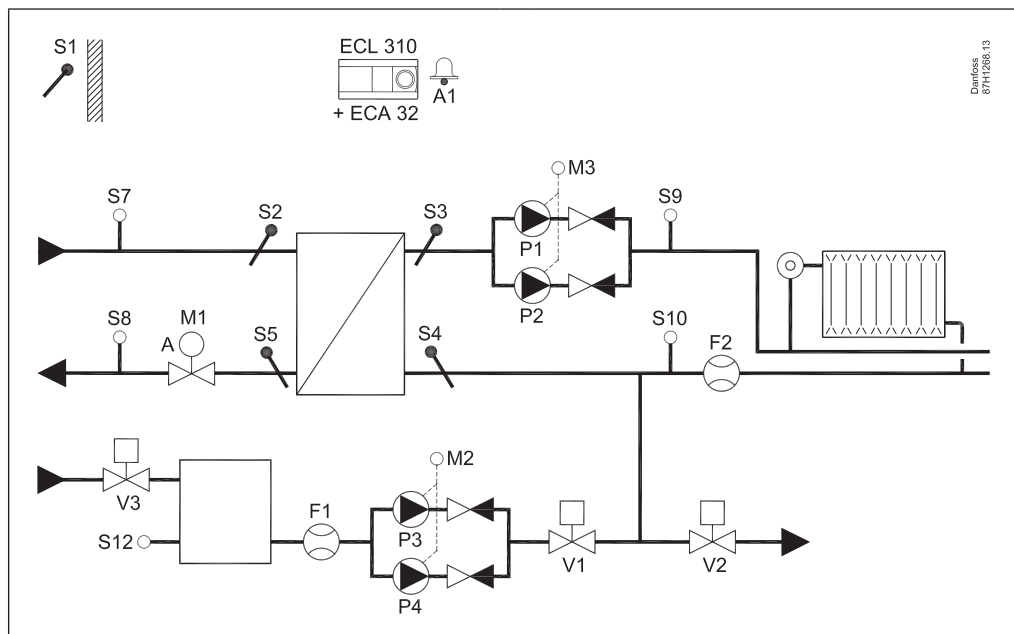 S1
ECL 310
A1
+ ECA 32
Danfoss
87H1268.13
M3
S7
S2
S3
S9
P1
P2
S8
M1
A
S5
S4
S10
F2
M2
V3
F1
P3
S12
V1
V2
P4